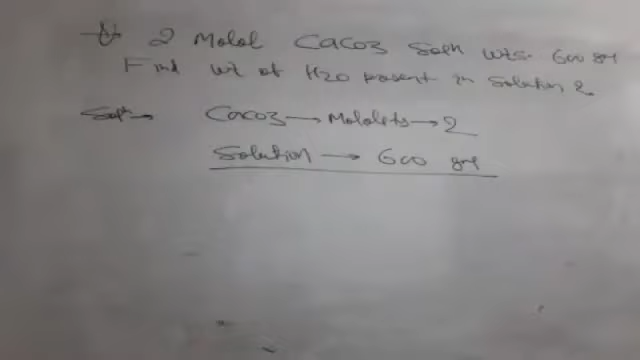 2 Molal CaCO3 Soln wts. 600 gm
Find wt of H2O present in solution ?
Soln → CaCO3 → Molality → 2
Solution → 600 gm